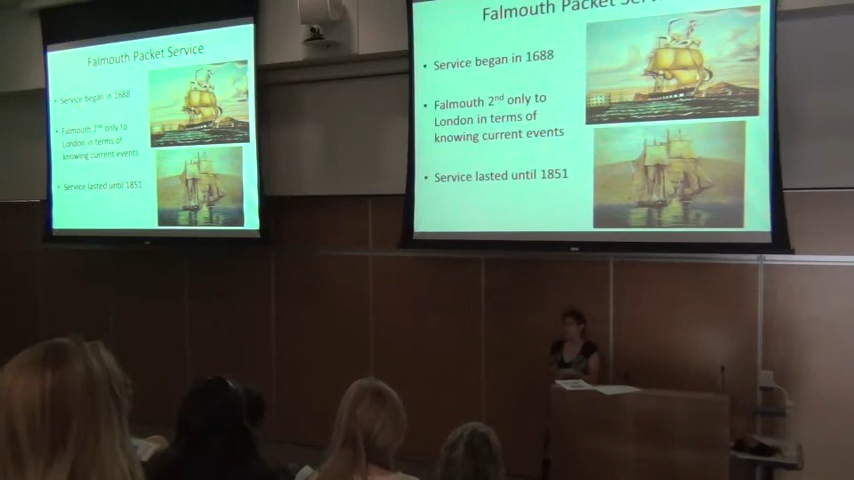 Falmouth Packet Service
• Service began in 1688
• Falmouth 2nd only to
London in terms of
knowing current events
• Service lasted until 1851
Falmouth Packet Service
• Service began in 1688
• Falmouth 2nd only to
London in terms of
knowing current events
• Service lasted until 1851